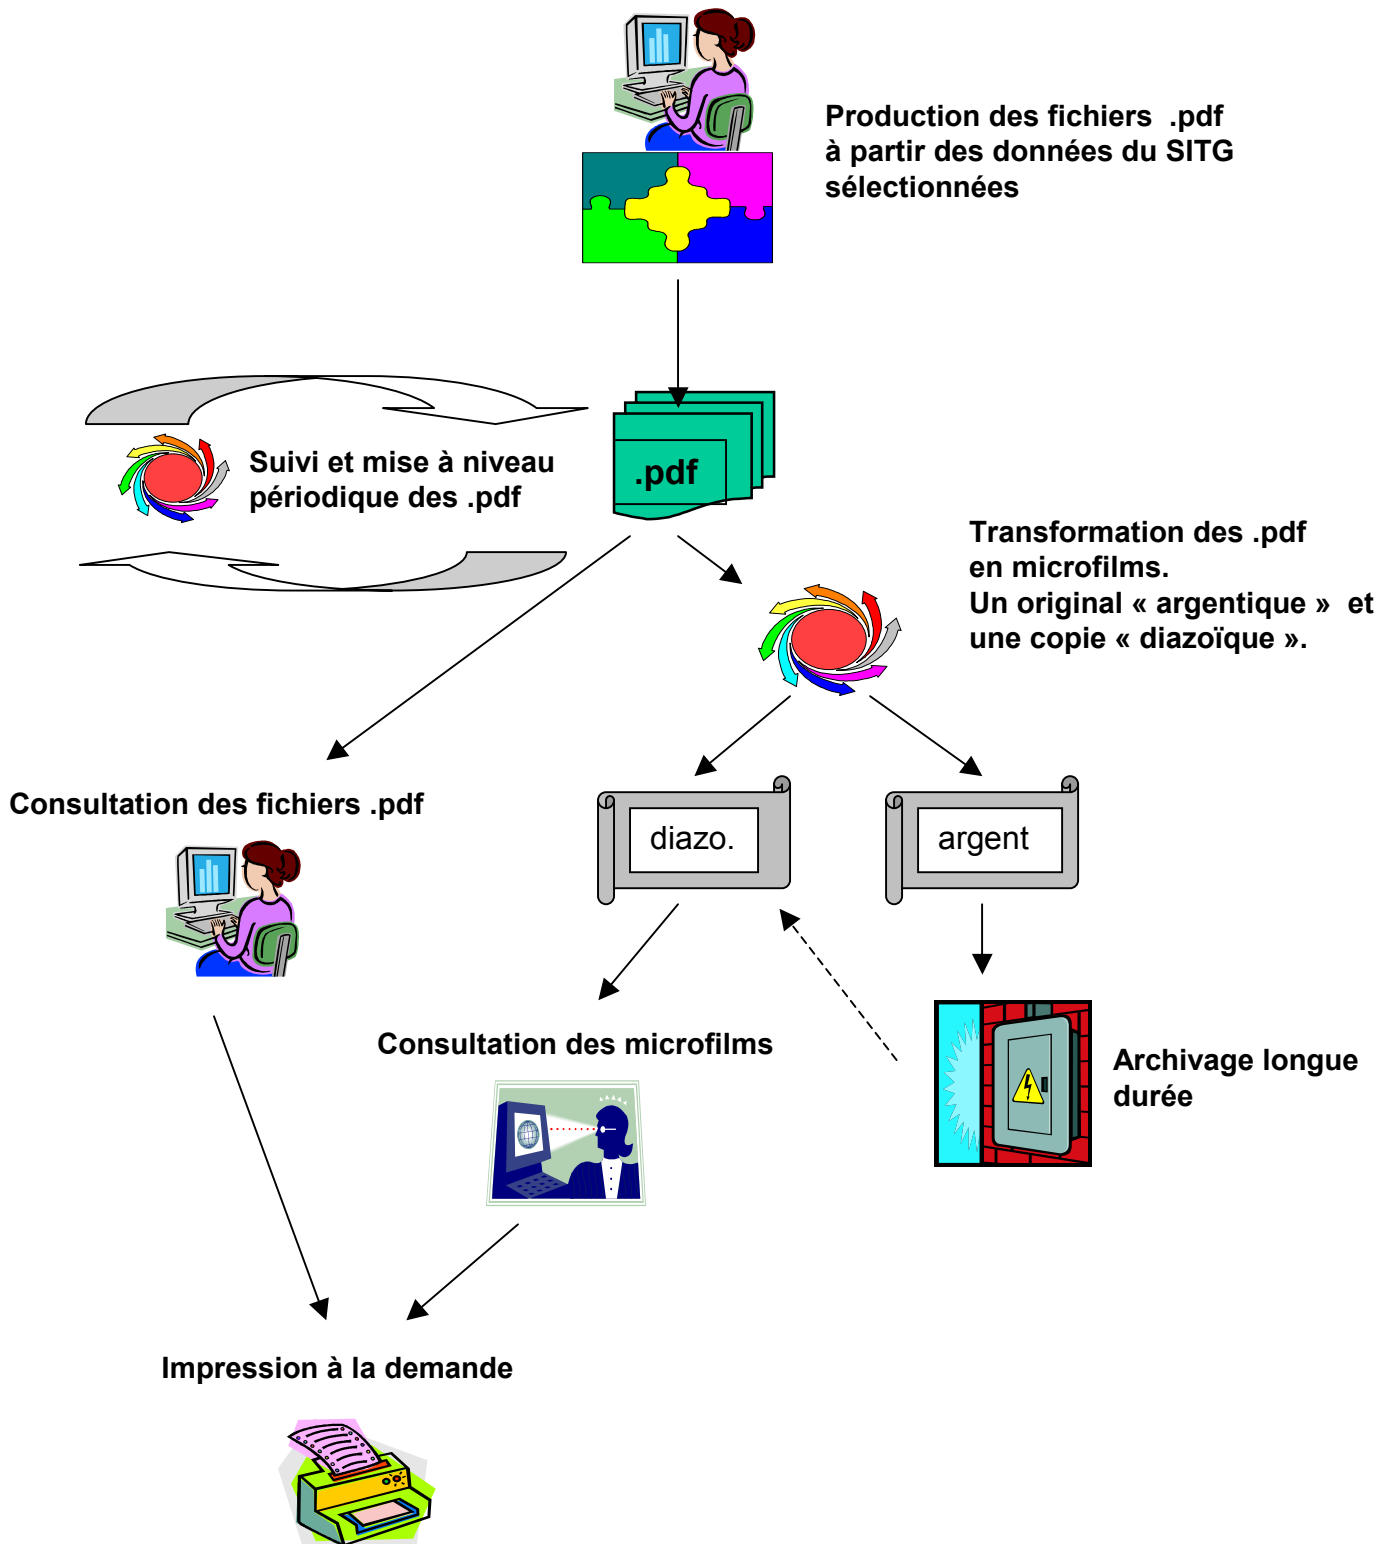 Production des fichiers .pdf
à partir des données du SITG
sélectionnées
Suivi et mise à niveau
périodique des .pdf
.pdf
Transformation des .pdf
en microfilms.
Un original « argentique » et
une copie « diazoïque ».
Consultation des fichiers .pdf
diazo.
argent
Consultation des microfilms
Archivage longue
durée
Impression à la demande